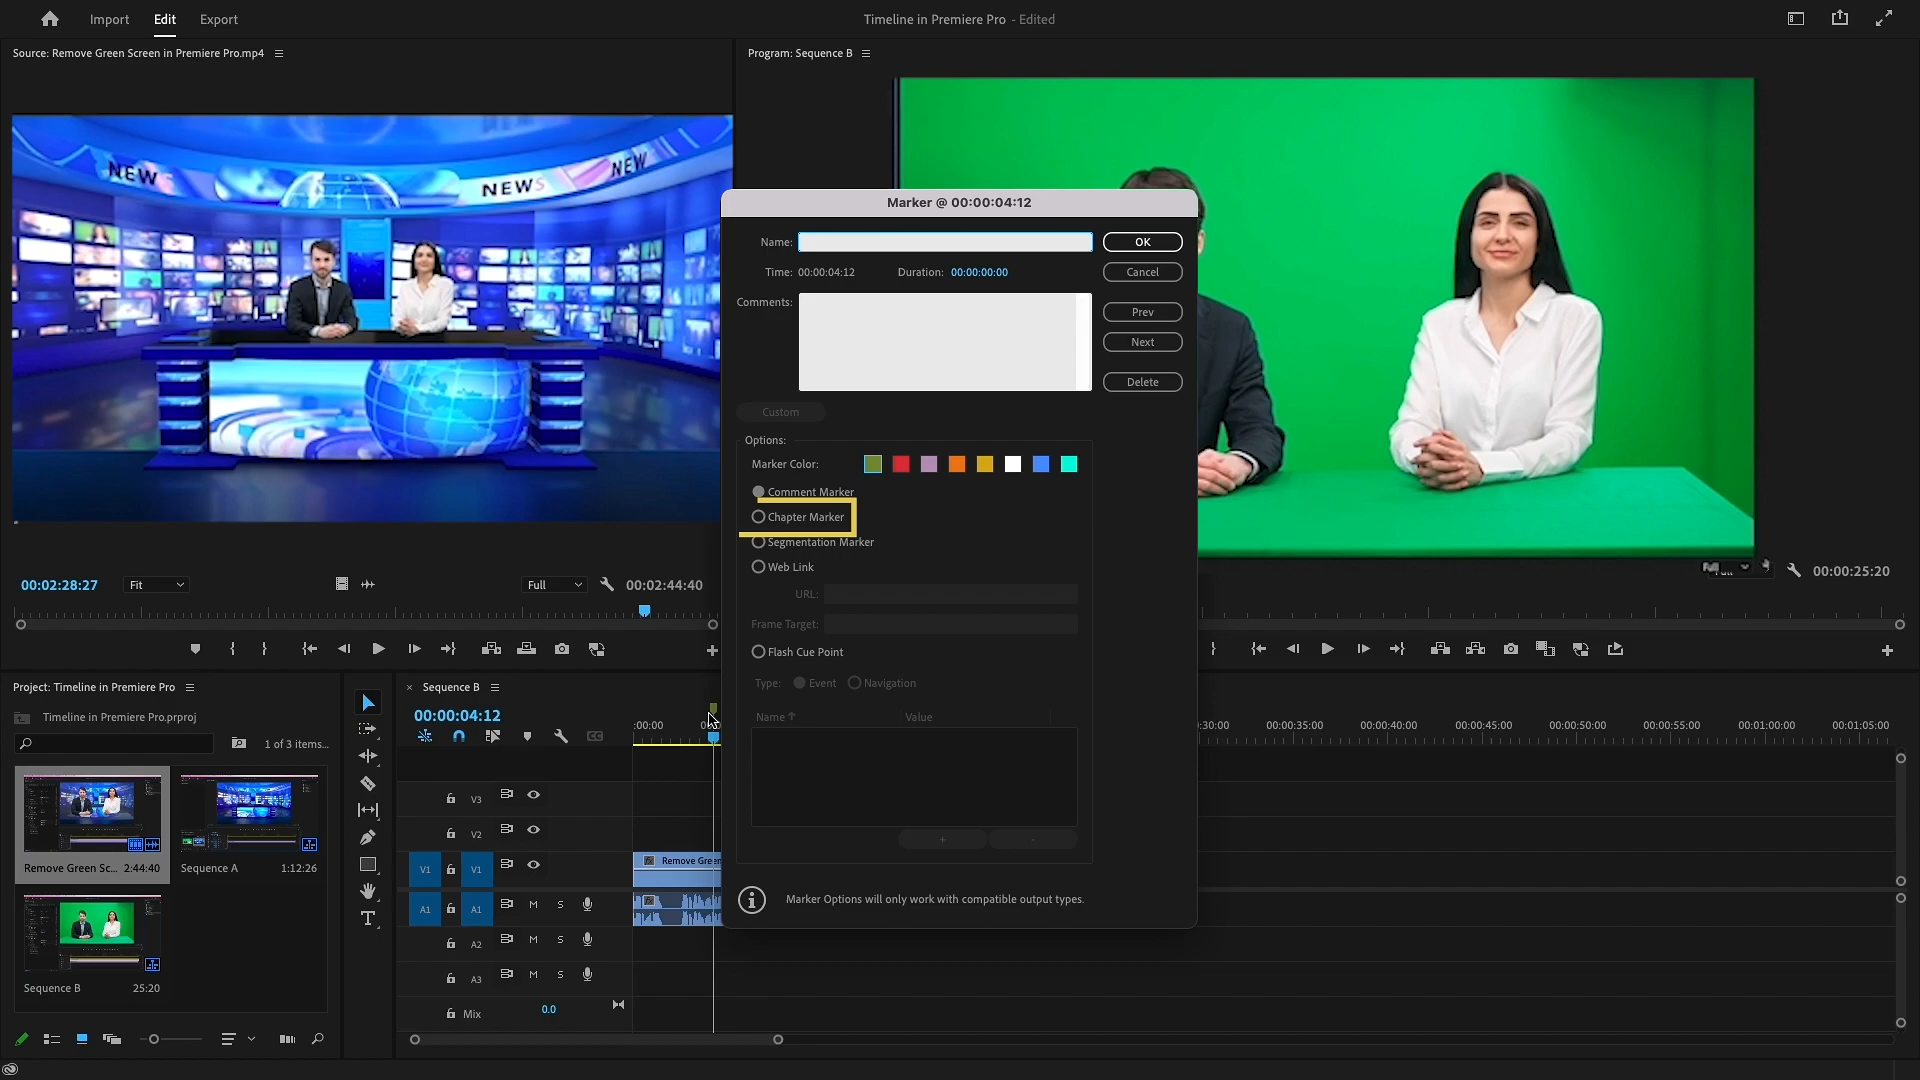 Import Edit Export
Timeline in Premiere Pro - Edited
Source: Remove Green Screen in Premiere Pro.mp4
Program: Sequence B
NEW
NEWS
NEW
Marker @ 00:00:04:12
Name:
OK
Time: 00:00:04:12 Duration: 00:00:00:00
Cancel
Comments:
Prev
Next
Delete
Custom
Options:
Marker Color:
Comment Marker
Chapter Marker
Segmentation Marker
Web Link
URL:
Frame Target:
Flash Cue Point
Type: Event Navigation
Name Value
+ -
Marker Options will only work with compatible output types.
00:02:28:27 Fit Full 00:02:44:40
00:00:25:20
Project: Timeline in Premiere Pro
Timeline in Premiere Pro.prproj
1 of 3 items...
Remove Green Sc... 2:44:40
Sequence A 1:12:26
Sequence B 25:20
× Sequence B
00:00:04:12
:00:00
:30:00 00:00:35:00 00:00:40:00 00:00:45:00 00:00:50:00 00:00:55:00 00:01:00:00 00:01:05:00
V3
V2
V1 V1
Remove Green
A1 A1 M S
A2 M S
A3 M S
Mix 0.0